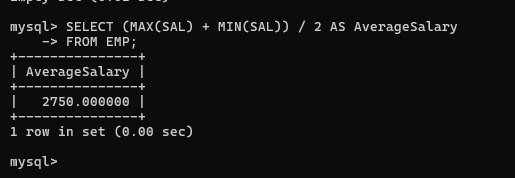 mysql> SELECT (MAX(SAL) + MIN(SAL)) / 2 AS AverageSalary
    -> FROM EMP;
+---------------+
| AverageSalary |
+---------------+
|   2750.000000 |
+---------------+
1 row in set (0.00 sec)
mysql>